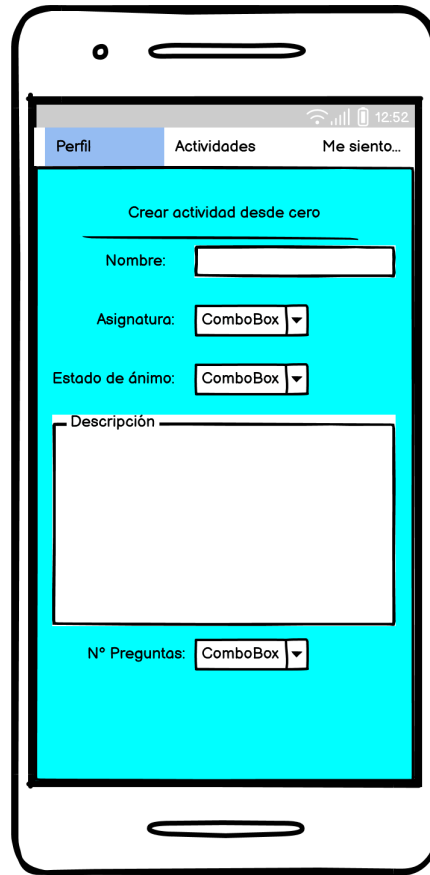 12:52
Perfil Actividades Me siento...
Crear actividad desde cero
Nombre:
Asignatura: ComboBox
Estado de ánimo: ComboBox
Descripción
Nº Preguntas: ComboBox